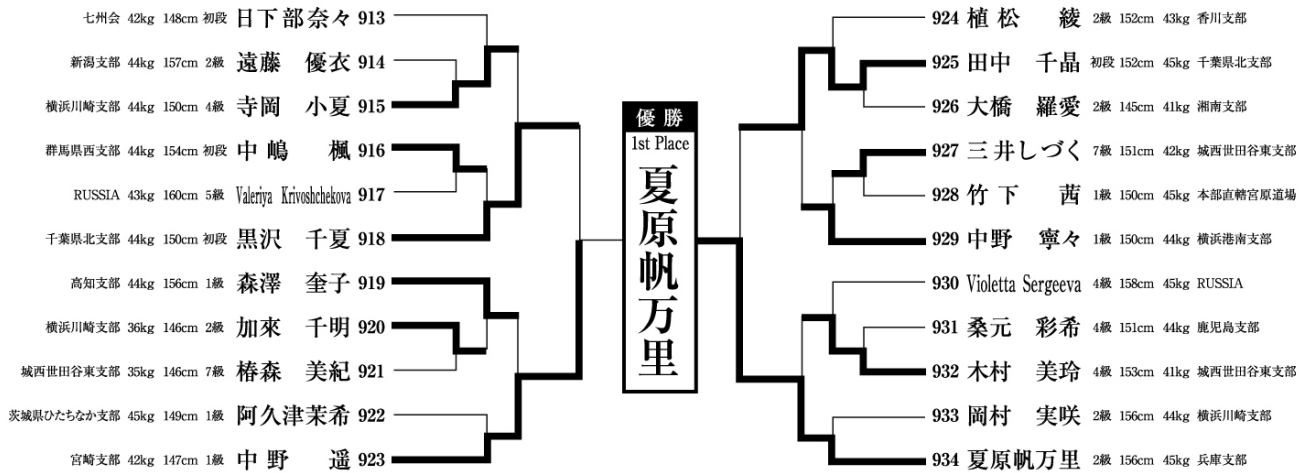 七州会 42kg 148cm 初段 日下部奈々 913
新潟支部 44kg 157cm 2級 遠藤 優衣 914
横浜川崎支部 44kg 150cm 4級 寺岡 小夏 915
群馬県西支部 44kg 154cm 初段 中嶋 楓 916
RUSSIA 43kg 160cm 5級 Valeriya Krivoshchekova 917
千葉県北支部 44kg 150cm 初段 黒沢 千夏 918
高知支部 44kg 156cm 1級 森澤 奎子 919
横浜川崎支部 36kg 146cm 2級 加來 千明 920
城西世田谷東支部 35kg 146cm 7級 椿森 美紀 921
茨城県ひたちなか支部 45kg 149cm 1級 阿久津茉希 922
宮崎支部 42kg 147cm 1級 中野 遥 923
優勝
1st Place
夏原帆万里
924 植松 綾 2級 152cm 43kg 香川支部
925 田中 千晶 初段 152cm 45kg 千葉県北支部
926 大橋 羅愛 2級 145cm 41kg 湘南支部
927 三井しづく 7級 151cm 42kg 城西世田谷東支部
928 竹下 茜 1級 150cm 45kg 本部直轄宮原道場
929 中野 寧々 1級 150cm 44kg 横浜港南支部
930 Violetta Sergeeva 4級 158cm 45kg RUSSIA
931 桑元 彩希 4級 151cm 44kg 鹿児島支部
932 木村 美玲 4級 153cm 41kg 城西世田谷東支部
933 岡村 実咲 2級 156cm 44kg 横浜川崎支部
934 夏原帆万里 2級 156cm 45kg 兵庫支部